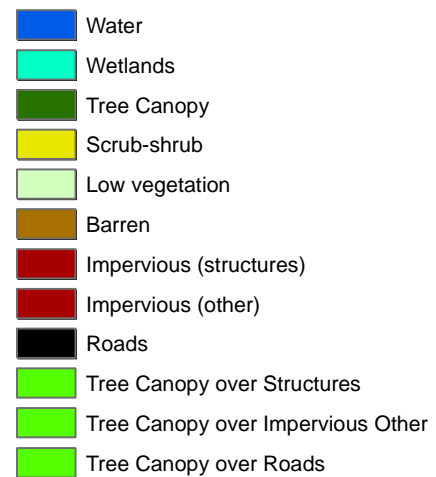 Water
Wetlands
Tree Canopy
Scrub-shrub
Low vegetation
Barren
Impervious (structures)
Impervious (other)
Roads
Tree Canopy over Structures
Tree Canopy over Impervious Other
Tree Canopy over Roads